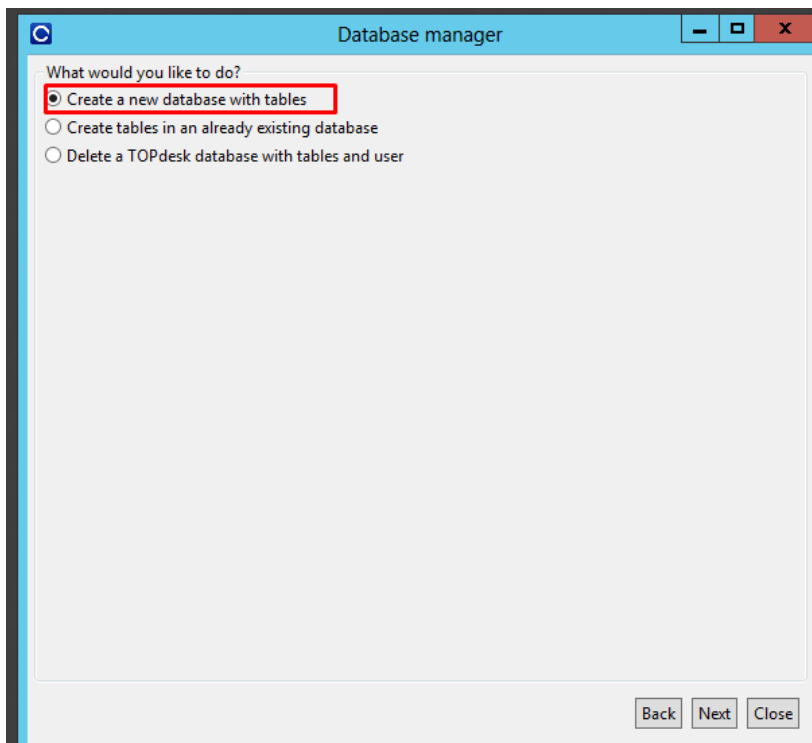 Database manager
What would you like to do?
Create a new database with tables
Create tables in an already existing database
Delete a TOPdesk database with tables and user
Back Next Close